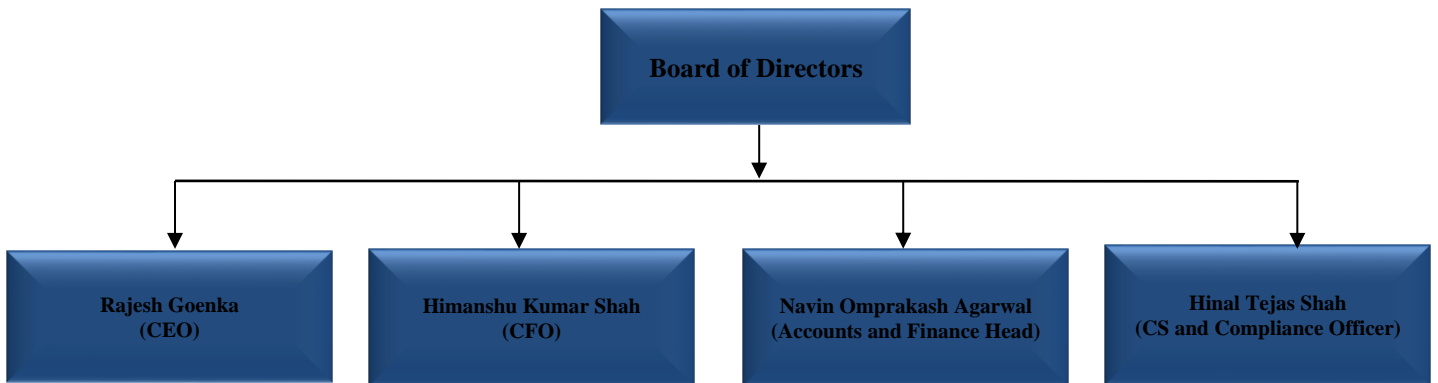 Board of Directors
Rajesh Goenka
(CEO)
Himanshu Kumar Shah
(CFO)
Navin Omprakash Agarwal
(Accounts and Finance Head)
Hinal Tejas Shah
(CS and Compliance Officer)